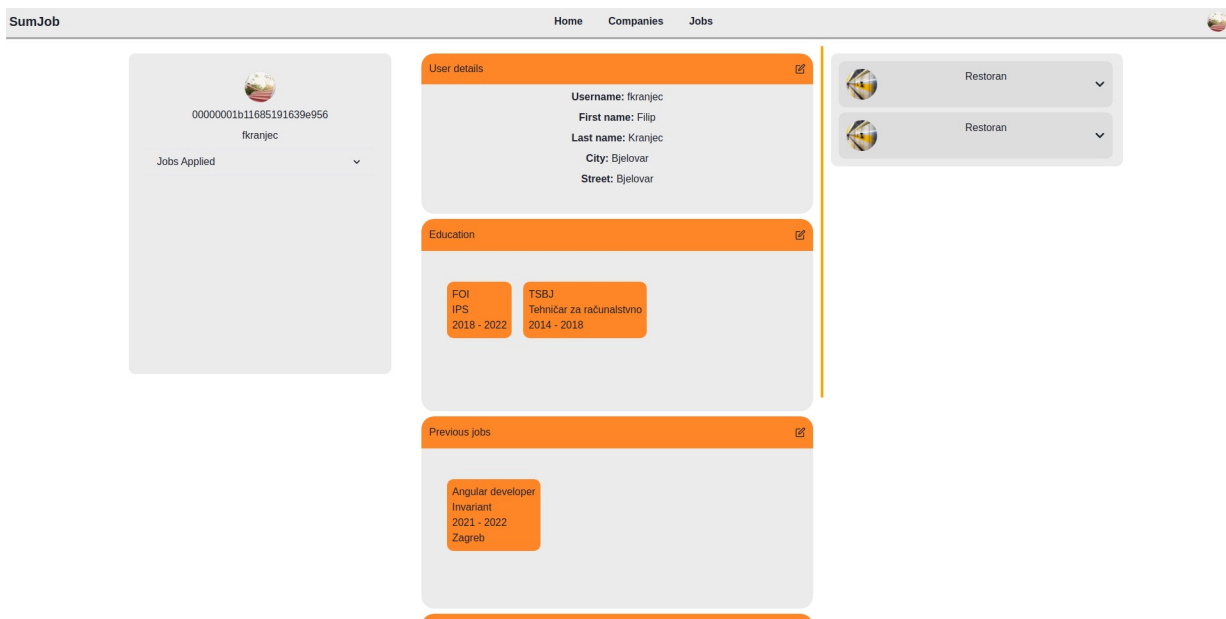 SumJob
Home Companies Jobs
00000001b11685191639e956
fkranjec
Jobs Applied
User details
Username: fkranjec
First name: Filip
Last name: Kranjec
City: Bjelovar
Street: Bjelovar
Education
FOI
IPS
2018 - 2022
TSBJ
Tehničar za računalstvno
2014 - 2018
Previous jobs
Angular developer
Invariant
2021 - 2022
Zagreb
Restoran
Restoran